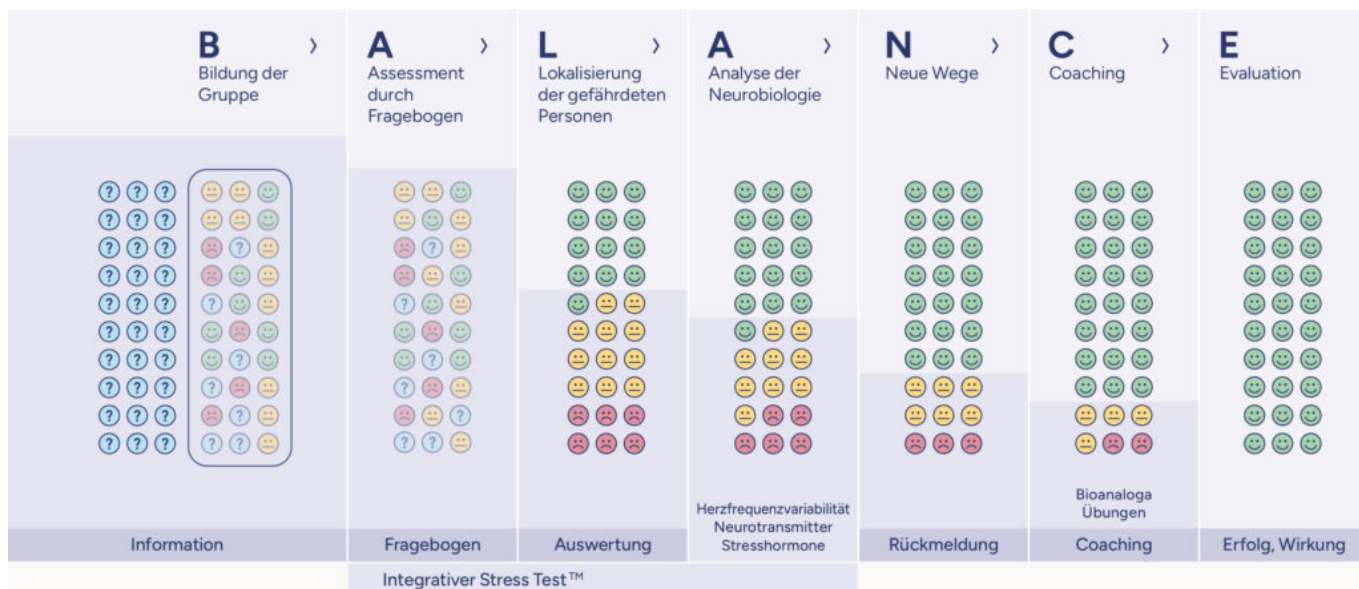 B ›
Bildung der
Gruppe
A ›
Assessment
durch
Fragebogen
L ›
Lokalisierung
der gefährdeten
Personen
A ›
Analyse der
Neurobiologie
N ›
Neue Wege
C ›
Coaching
E
Evaluation
? ? ?
? ? ?
? ? ?
? ? ?
? ? ?
? ? ?
? ? ?
? ? ?
? ? ?
? ? ?
?
?
?
?
? ?
?
?
?
?
?
? ?
Herzfrequenzvariabilität
Neurotransmitter
Stresshormone
Bioanaloga
Übungen
Information
Fragebogen
Auswertung
Rückmeldung
Coaching
Erfolg, Wirkung
Integrativer Stress Test™